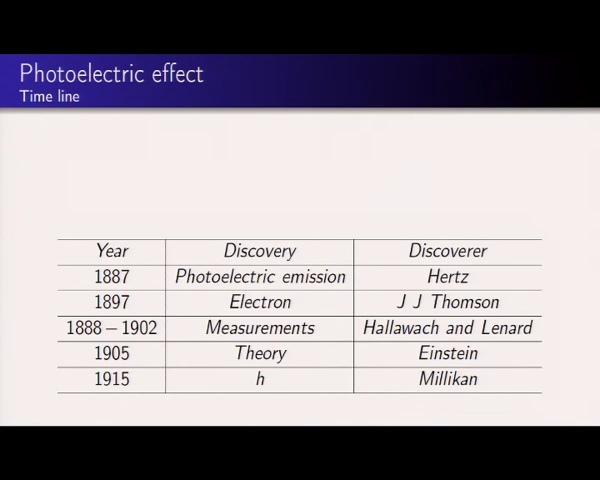 Photoelectric effect
Time line
Year Discovery Discoverer
1887 Photoelectric emission Hertz
1897 Electron J J Thomson
1888 – 1902 Measurements Hallawach and Lenard
1905 Theory Einstein
1915 h Millikan